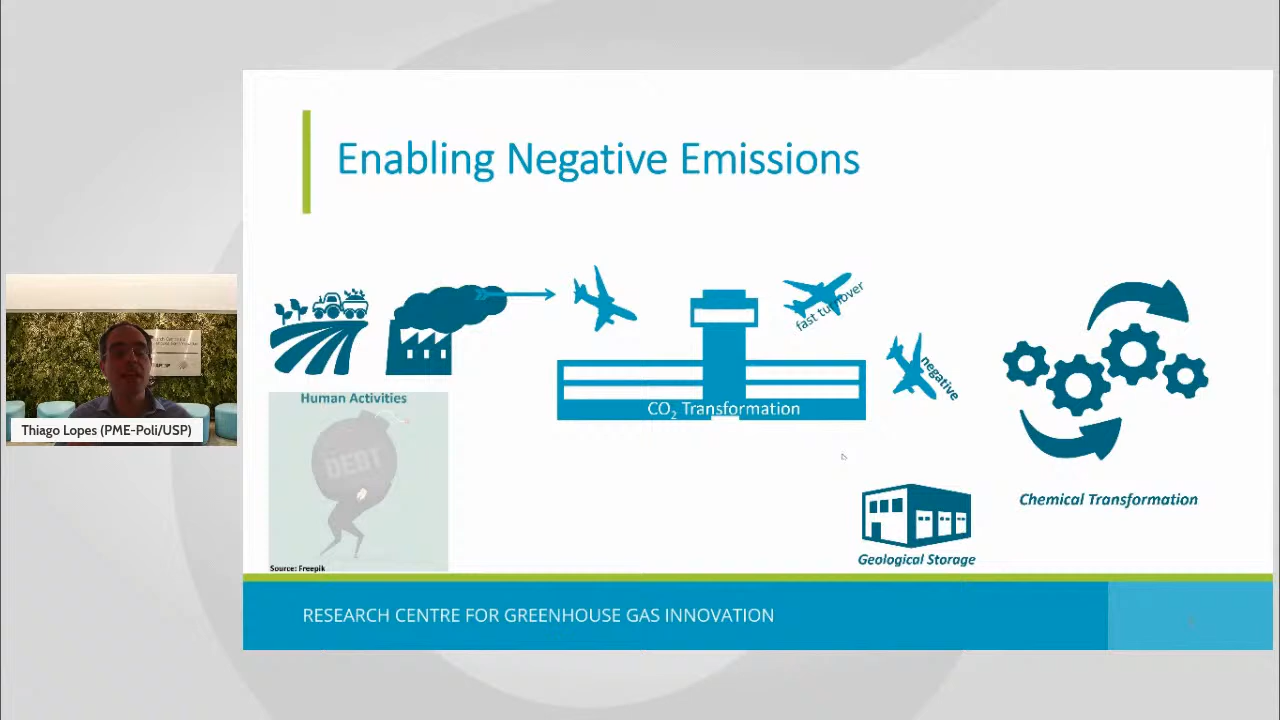 Enabling Negative Emissions
fast turnover
negative
CO₂ Transformation
Human Activities
DEBT
Source: Freepik
Chemical Transformation
Geological Storage
RESEARCH CENTRE FOR GREENHOUSE GAS INNOVATION
Thiago Lopes (PME-Poli/USP)